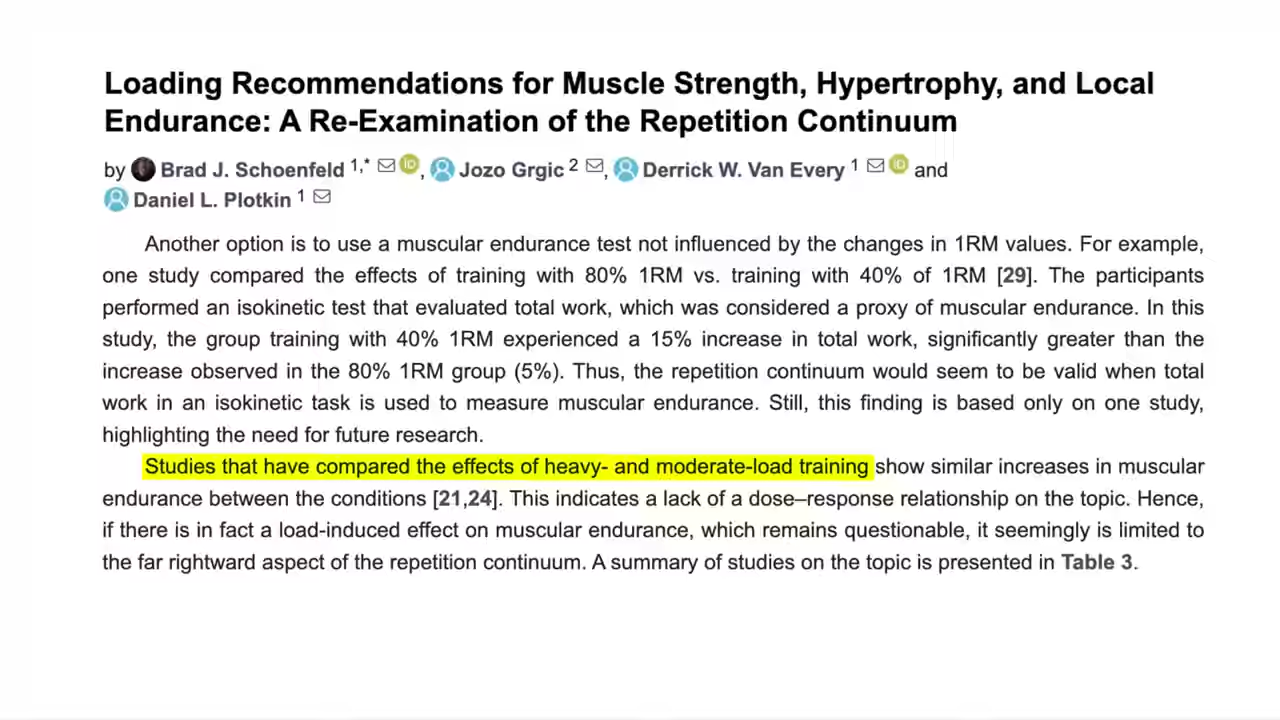 Loading Recommendations for Muscle Strength, Hypertrophy, and Local
Endurance: A Re-Examination of the Repetition Continuum
by Brad J. Schoenfeld 1,* iD, Jozo Grgic 2, Derrick W. Van Every 1 iD and
Daniel L. Plotkin 1
Another option is to use a muscular endurance test not influenced by the changes in 1RM values. For example,
one study compared the effects of training with 80% 1RM vs. training with 40% of 1RM [29]. The participants
performed an isokinetic test that evaluated total work, which was considered a proxy of muscular endurance. In this
study, the group training with 40% 1RM experienced a 15% increase in total work, significantly greater than the
increase observed in the 80% 1RM group (5%). Thus, the repetition continuum would seem to be valid when total
work in an isokinetic task is used to measure muscular endurance. Still, this finding is based only on one study,
highlighting the need for future research.
Studies that have compared the effects of heavy- and moderate-load training show similar increases in muscular
endurance between the conditions [21,24]. This indicates a lack of a dose–response relationship on the topic. Hence,
if there is in fact a load-induced effect on muscular endurance, which remains questionable, it seemingly is limited to
the far rightward aspect of the repetition continuum. A summary of studies on the topic is presented in Table 3.